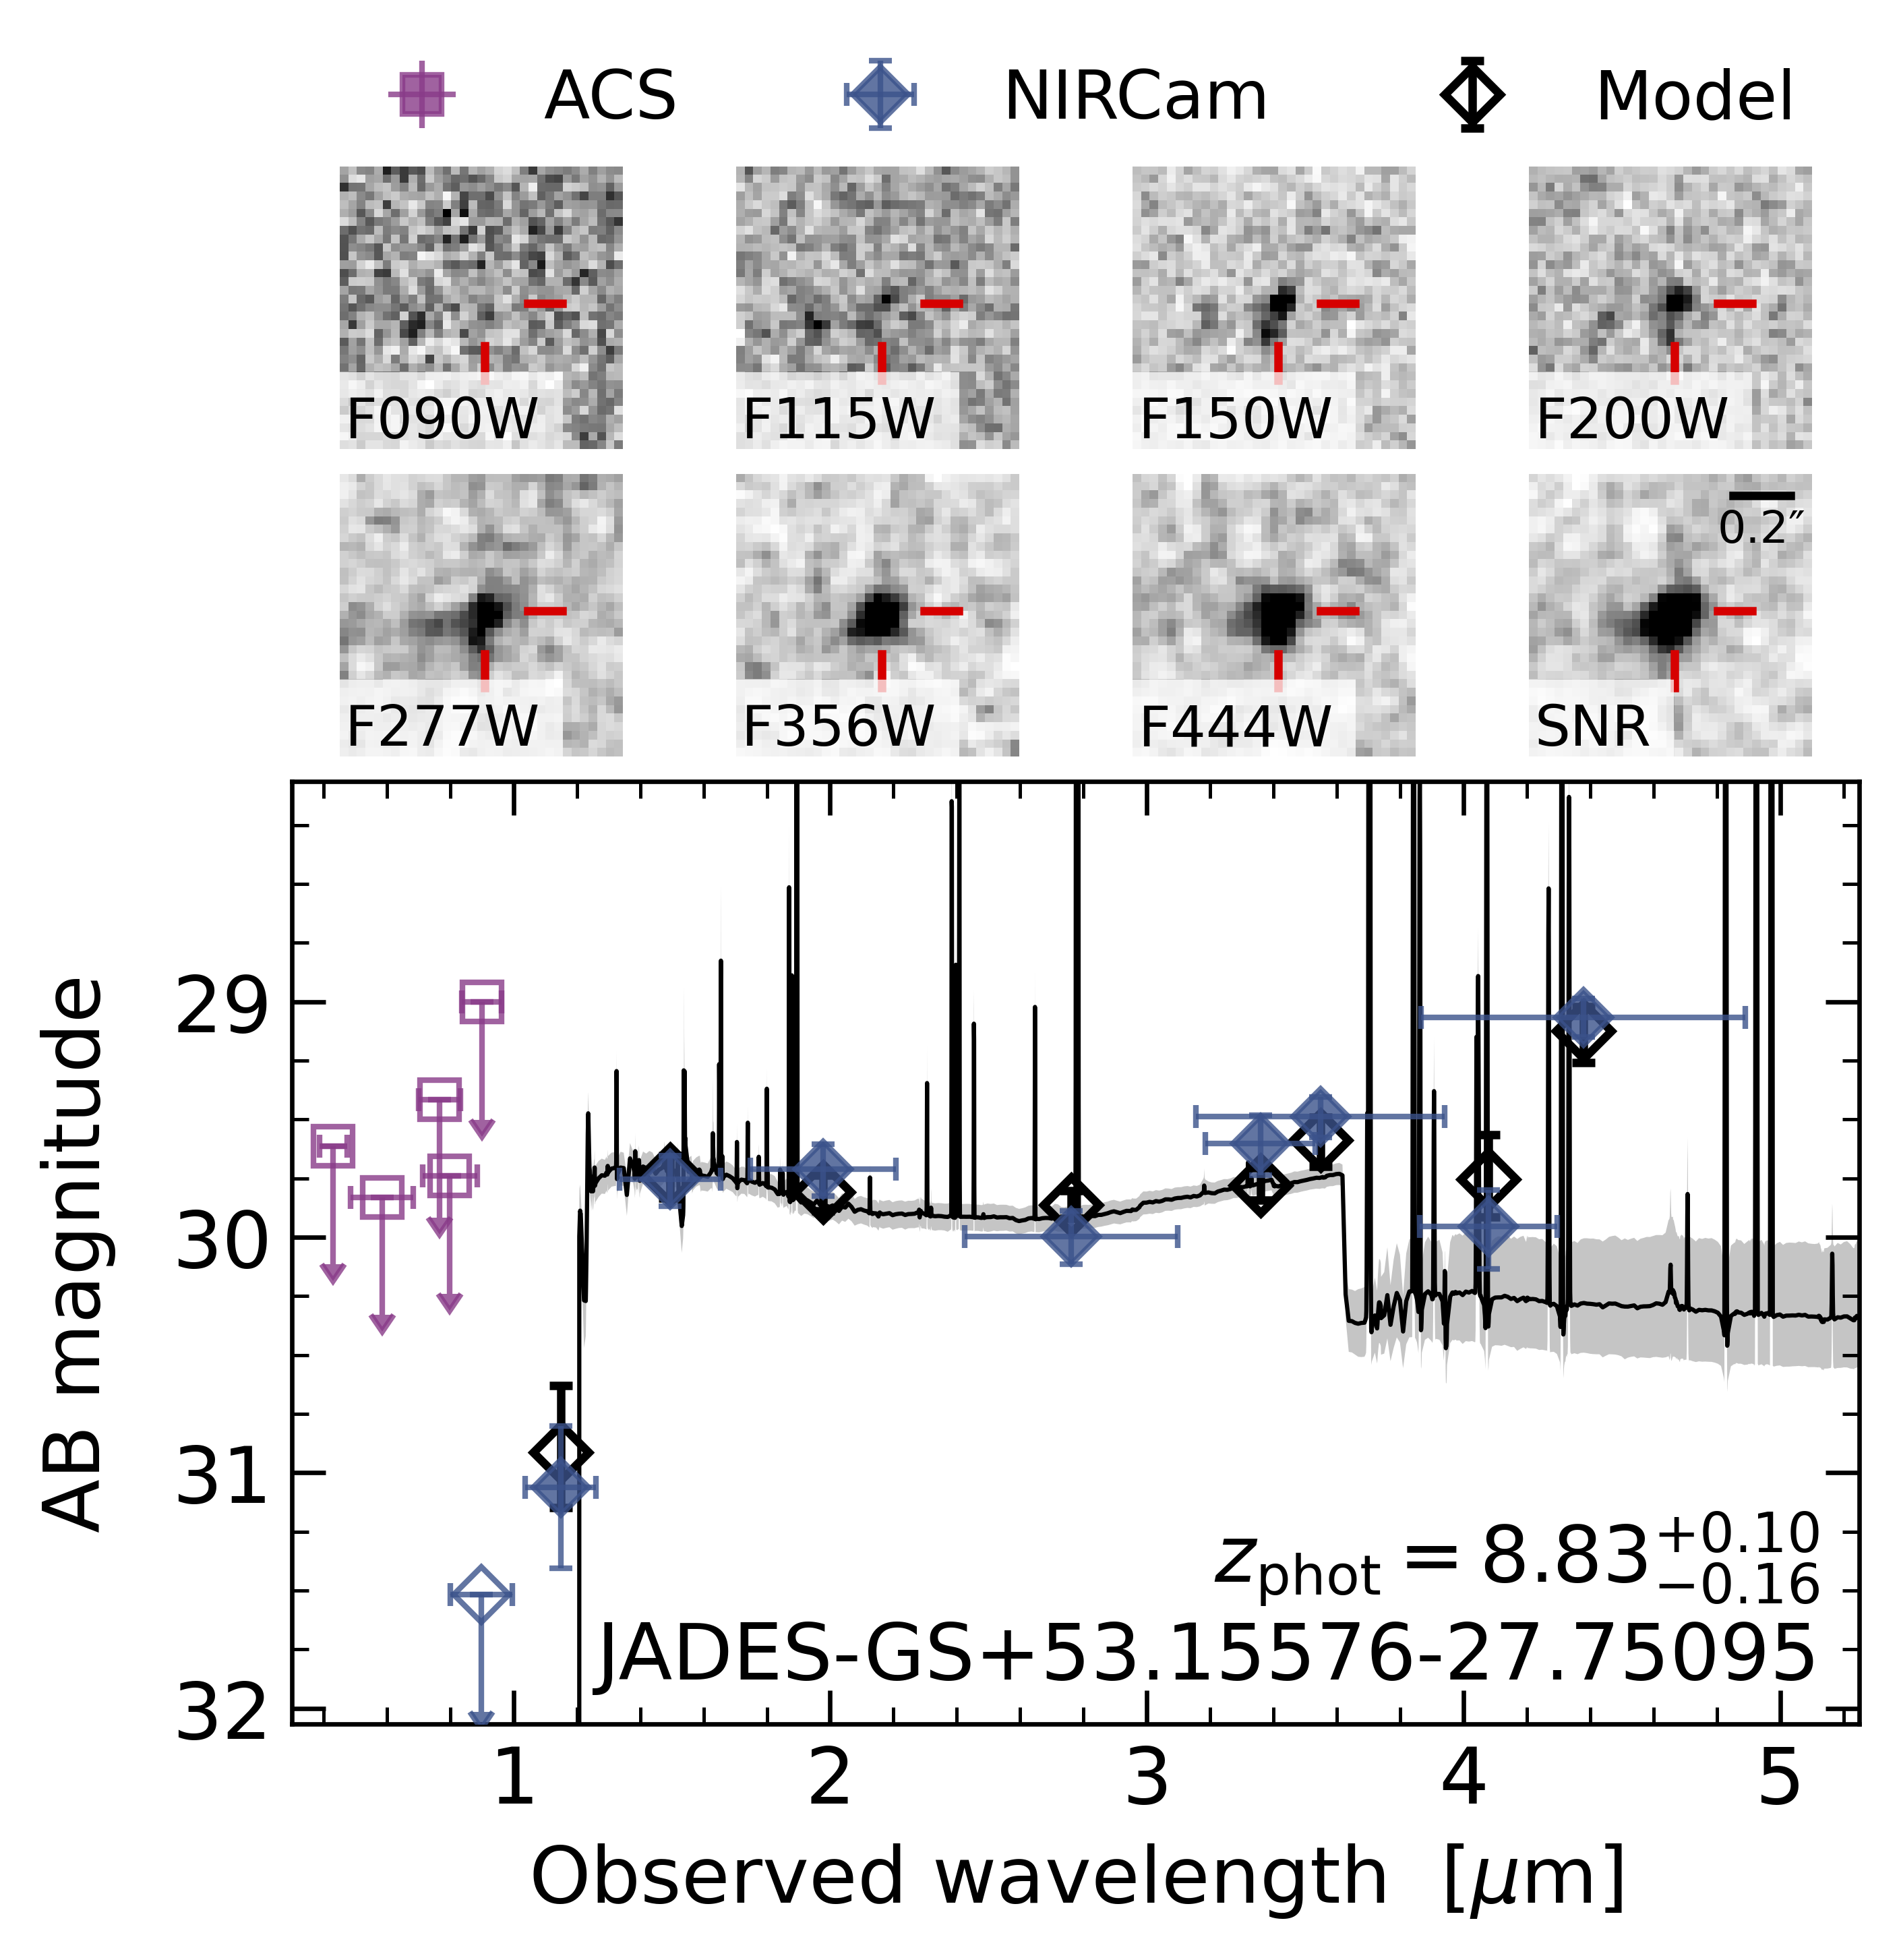 ACS NIRCam Model
F090W F115W F150W F200W
0.2″
F277W F356W F444W SNR
29
30
31
32
AB magnitude
z_phot = 8.83 +0.10 −0.16
JADES-GS+53.15576-27.75095
1 2 3 4 5
Observed wavelength [μm]